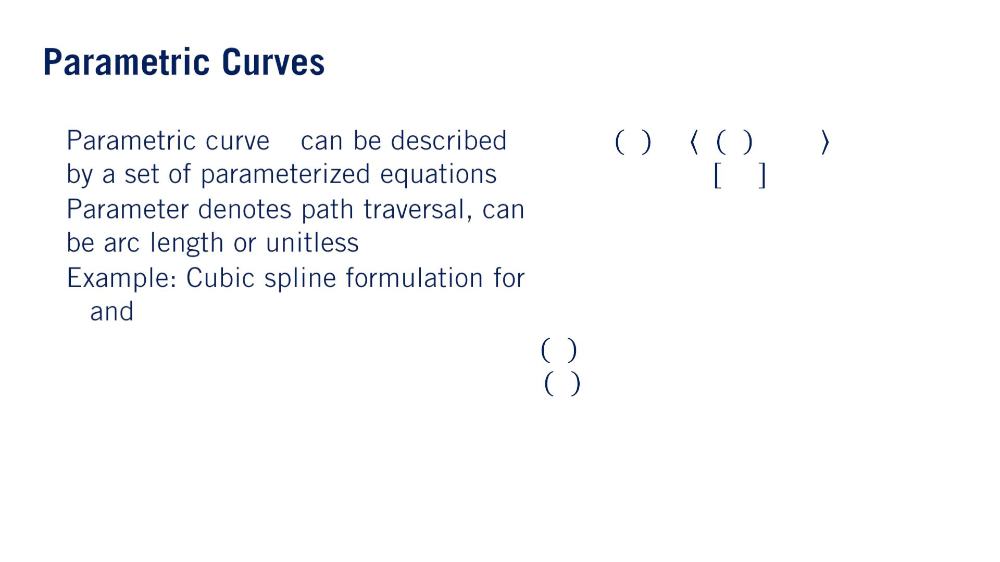 Parametric Curves
Parametric curve can be described
by a set of parameterized equations
Parameter denotes path traversal, can
be arc length or unitless
Example: Cubic spline formulation for
and
( ) ⟨ ( ) ⟩
[ ]
( )
( )